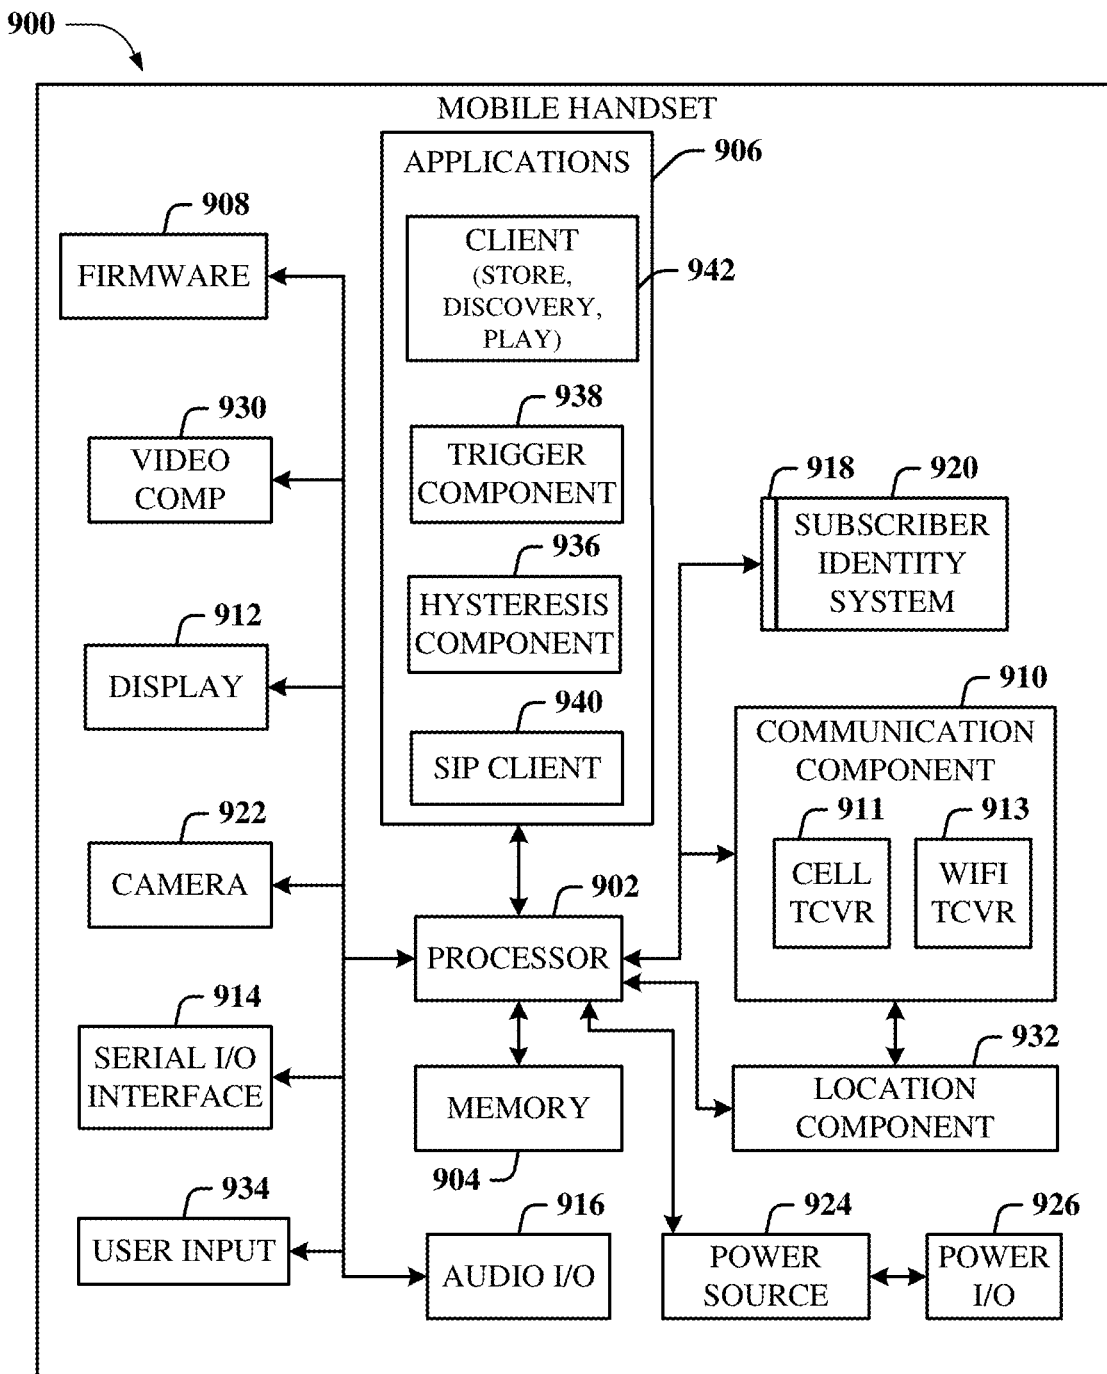 900
MOBILE HANDSET
APPLICATIONS
906
908
FIRMWARE
CLIENT
(STORE,
DISCOVERY,
PLAY)
942
930
VIDEO
COMP
938
TRIGGER
COMPONENT
918
920
SUBSCRIBER
IDENTITY
SYSTEM
936
HYSTERESIS
COMPONENT
912
DISPLAY
940
SIP CLIENT
910
COMMUNICATION
COMPONENT
911
CELL
TCVR
913
WIFI
TCVR
922
CAMERA
902
PROCESSOR
914
SERIAL I/O
INTERFACE
MEMORY
904
932
LOCATION
COMPONENT
934
USER INPUT
916
AUDIO I/O
924
POWER
SOURCE
926
POWER
I/O